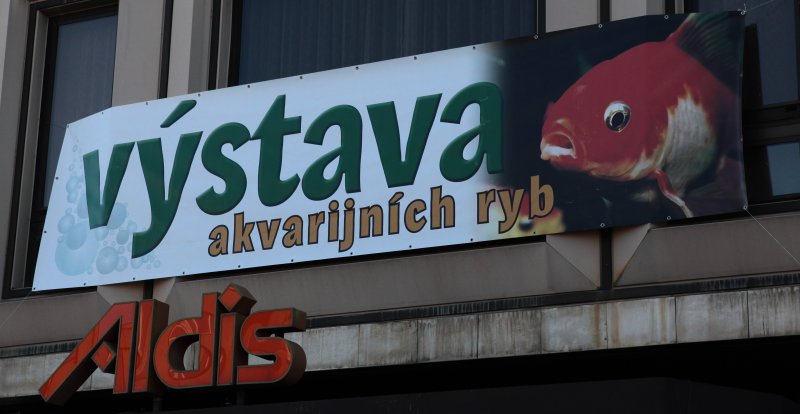 výstava
akvarijních ryb
Aldis